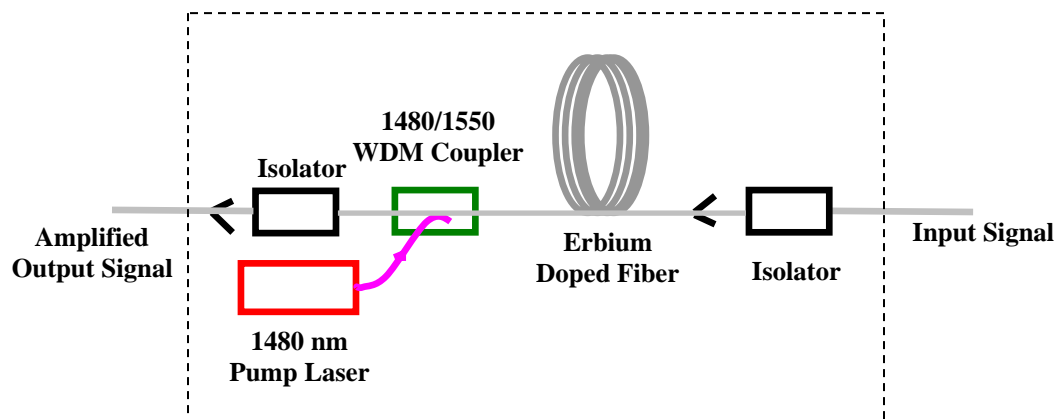 1480/1550
WDM Coupler
Isolator
Amplified
Output Signal
1480 nm
Pump Laser
Erbium
Doped Fiber
Isolator
Input Signal